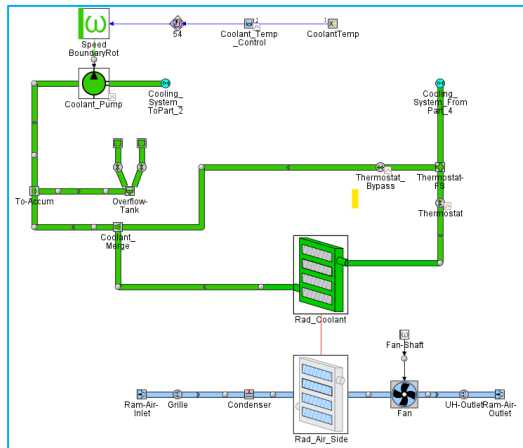 ω
Speed
BoundaryRot
54
Coolant_Temp
_Control
X
CoolantTemp
1
1
Coolant_Pump
Cooling_
System_
ToPart_2
Cooling_
System_From
Part_4
To-Accum
Overflow-
Tank
Thermostat_
Bypass
Thermostat-
FS
Thermostat
Coolant_
Merge
Rad_Coolant
ω
Fan-Shaft
Ram-Air-
Inlet
Grille
Condenser
Rad_Air_Side
Fan
UH-Outlet
Ram-Air-
Outlet